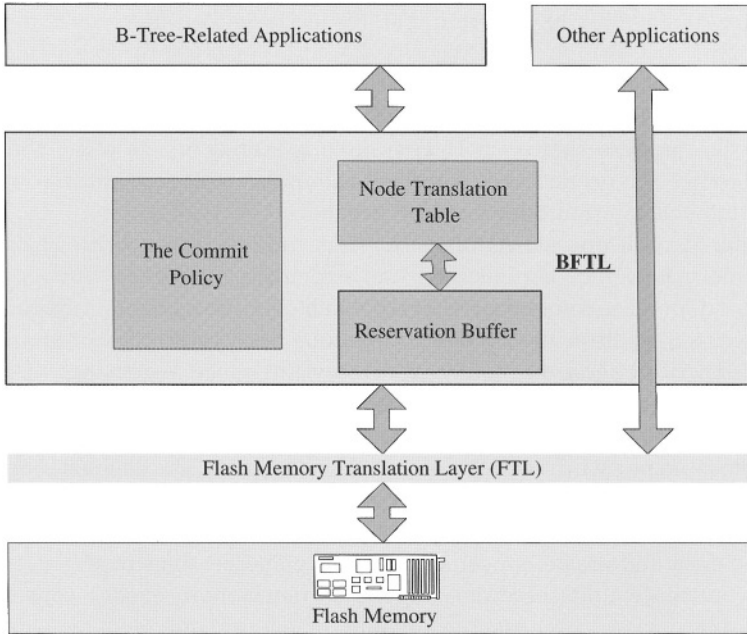 B-Tree-Related Applications
Other Applications
Node Translation
Table
The Commit
Policy
BFTL
Reservation Buffer
Flash Memory Translation Layer (FTL)
Flash Memory